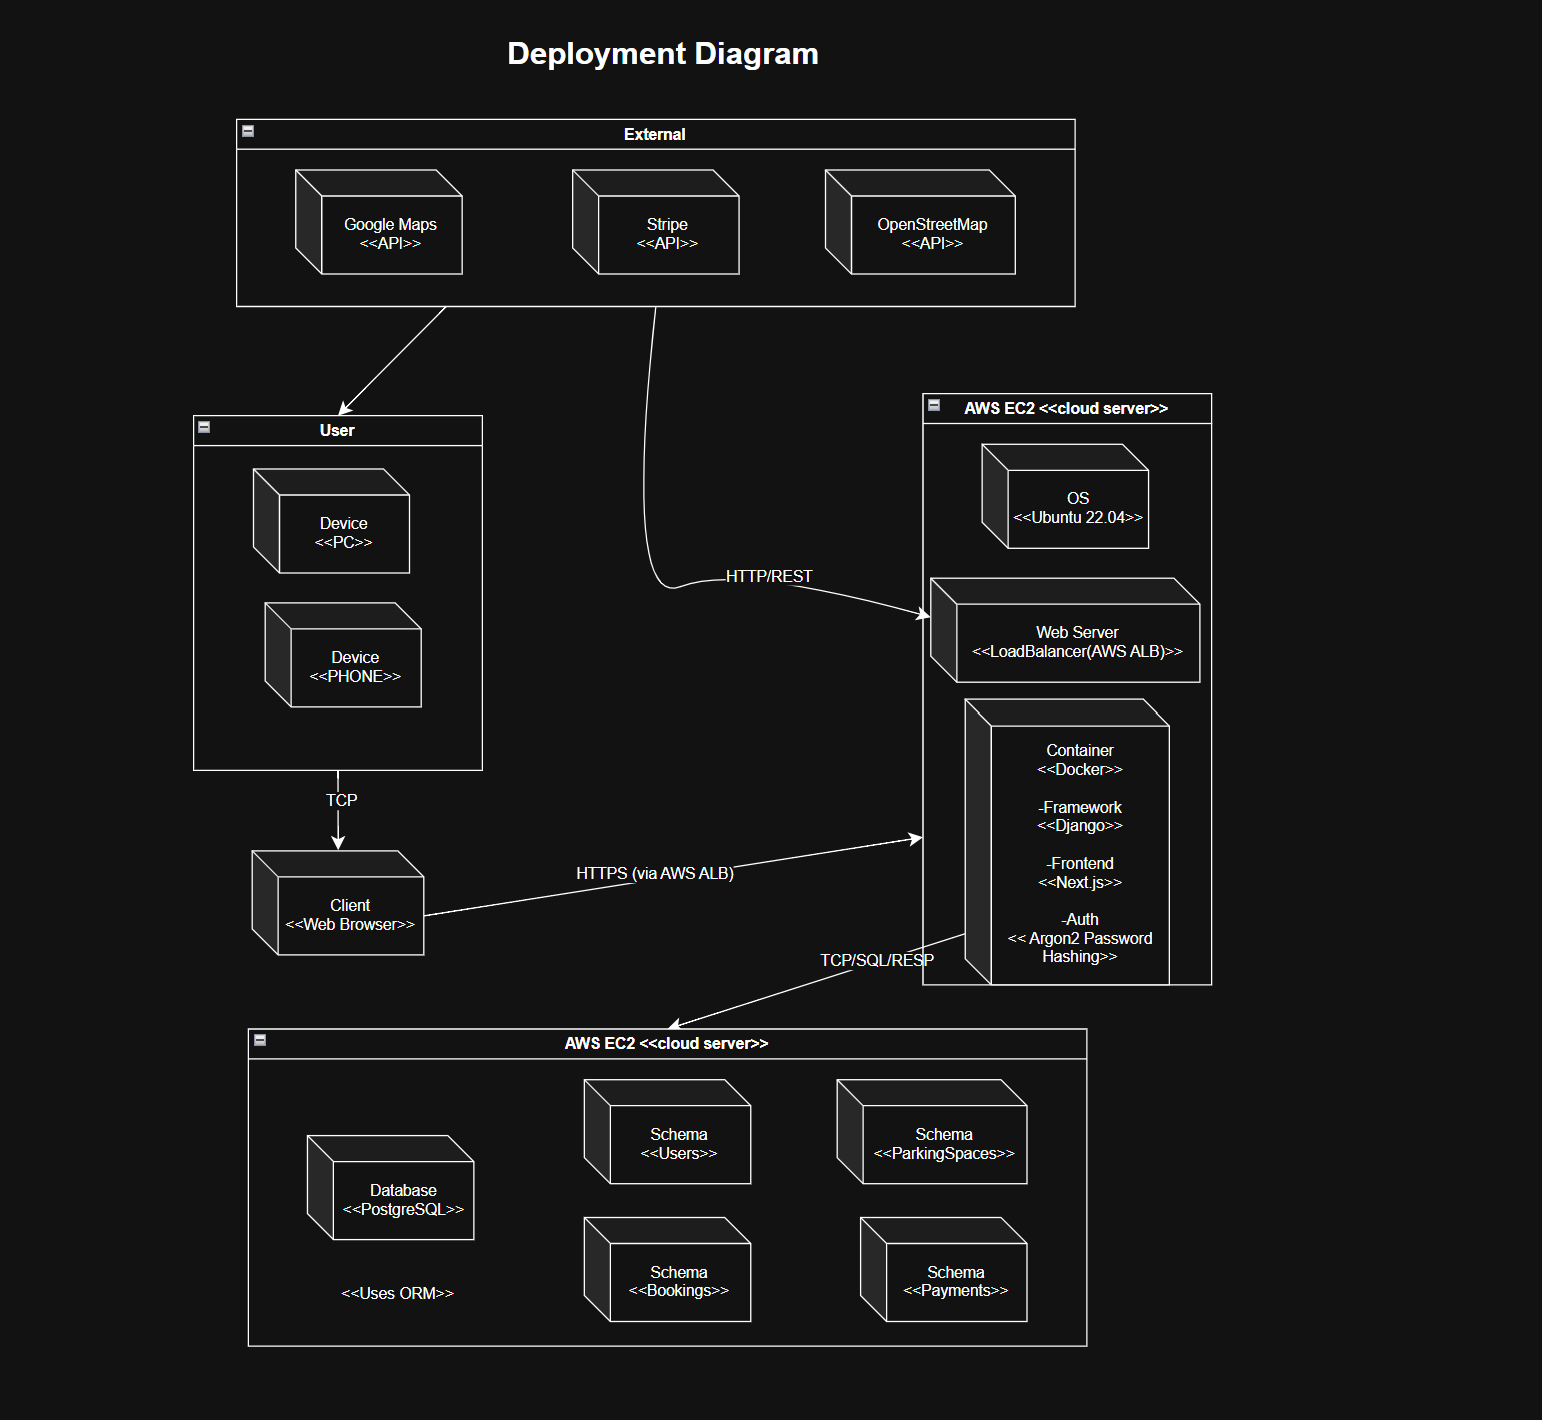 Deployment Diagram
External
Google Maps
<<API>>
Stripe
<<API>>
OpenStreetMap
<<API>>
User
Device
<<PC>>
Device
<<PHONE>>
TCP
Client
<<Web Browser>>
HTTP/REST
HTTPS (via AWS ALB)
AWS EC2 <<cloud server>>
OS
<<Ubuntu 22.04>>
Web Server
<<LoadBalancer(AWS ALB)>>
Container
<<Docker>>
-Framework
<<Django>>
-Frontend
<<Next.js>>
-Auth
<< Argon2 Password
Hashing>>
TCP/SQL/RESP
AWS EC2 <<cloud server>>
Database
<<PostgreSQL>>
<<Uses ORM>>
Schema
<<Users>>
Schema
<<ParkingSpaces>>
Schema
<<Bookings>>
Schema
<<Payments>>